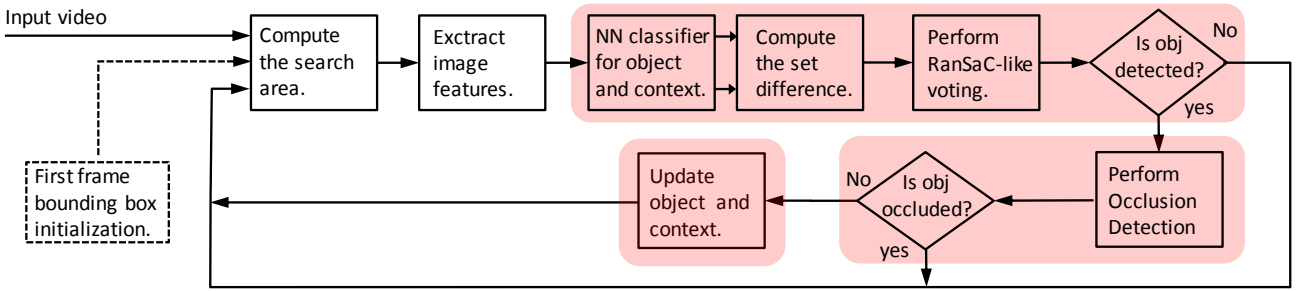 Input video
Compute
the search
area.
Exctract
image
features.
NN classifier
for object
and context.
Compute
the set
difference.
Perform
RanSaC-like
voting.
Is obj
detected?
No
yes
First frame
bounding box
initialization.
Update
object and
context.
No
Is obj
occluded?
yes
Perform
Occlusion
Detection